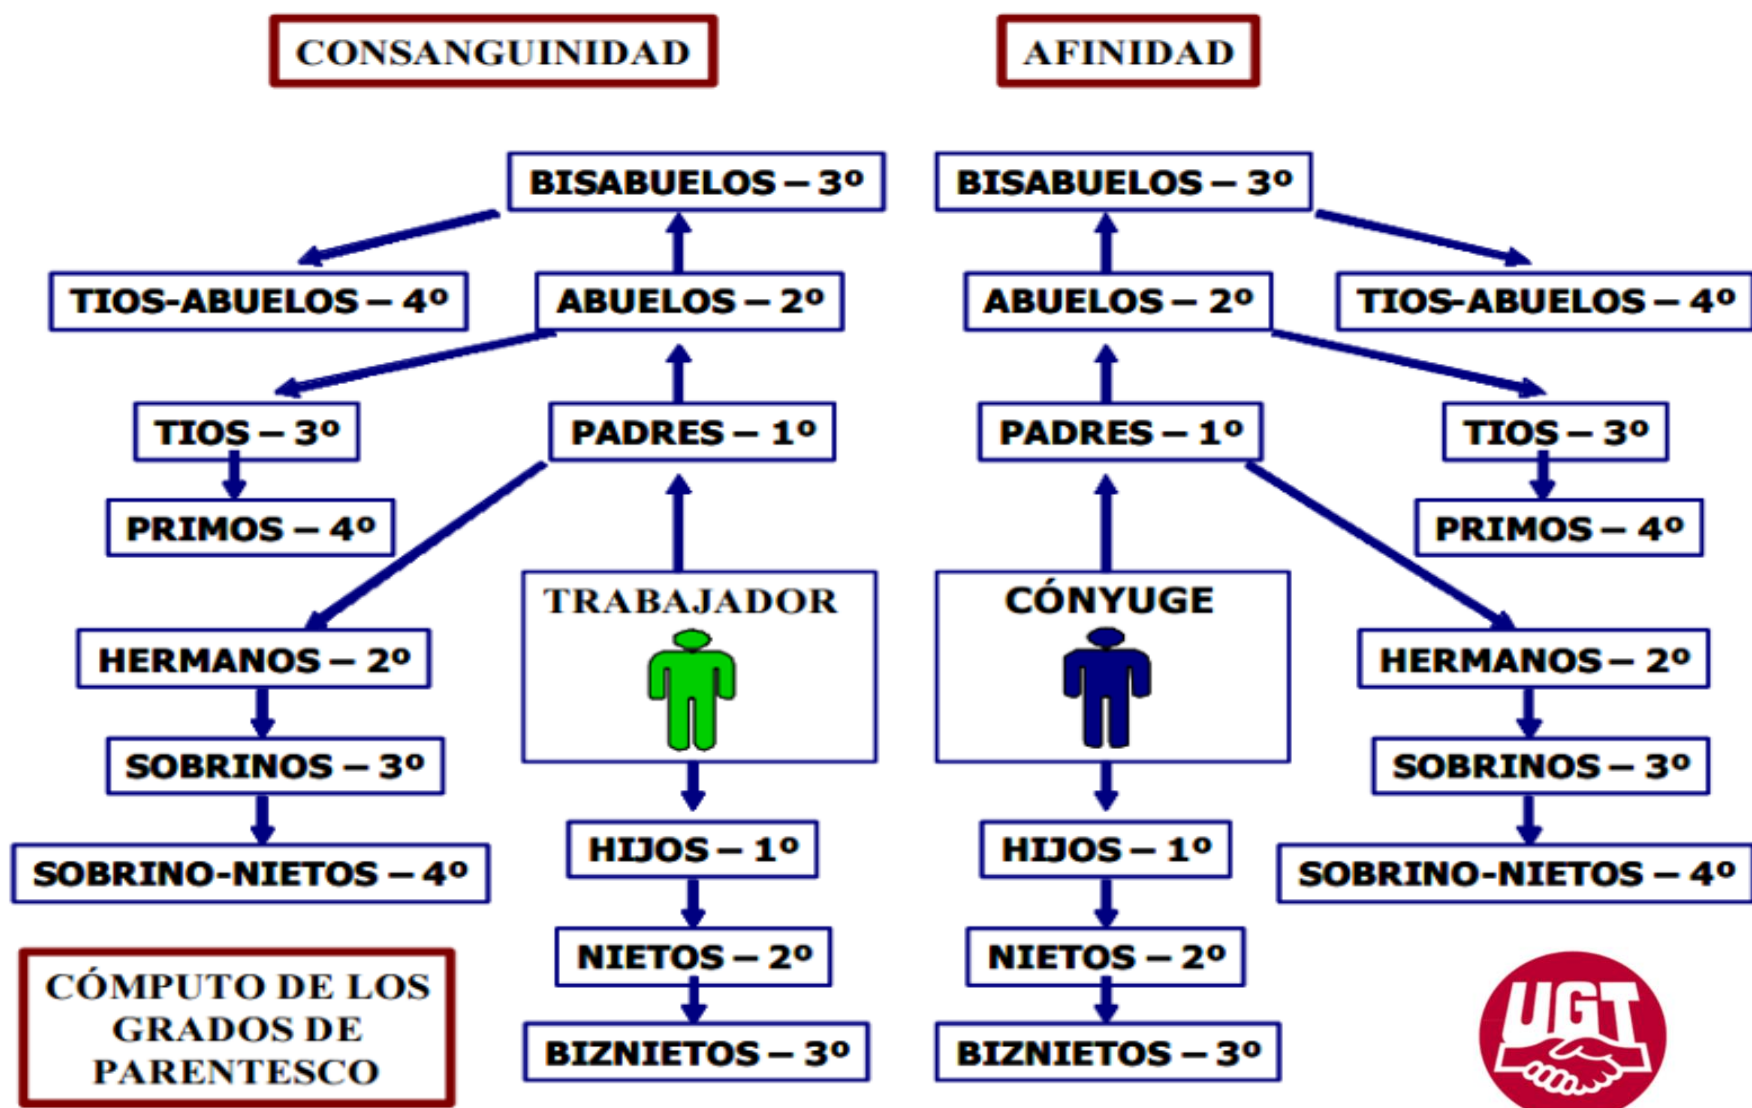 CONSANGUINIDAD
AFINIDAD
BISABUELOS – 3º
BISABUELOS – 3º
TIOS-ABUELOS – 4º
ABUELOS – 2º
ABUELOS – 2º
TIOS-ABUELOS – 4º
TIOS – 3º
PADRES – 1º
PADRES – 1º
TIOS – 3º
PRIMOS – 4º
PRIMOS – 4º
TRABAJADOR
CÓNYUGE
HERMANOS – 2º
HERMANOS – 2º
SOBRINOS – 3º
SOBRINOS – 3º
HIJOS – 1º
HIJOS – 1º
SOBRINO-NIETOS – 4º
SOBRINO-NIETOS – 4º
NIETOS – 2º
NIETOS – 2º
BIZNIETOS – 3º
BIZNIETOS – 3º
CÓMPUTO DE LOS
GRADOS DE
PARENTESCO
UGT